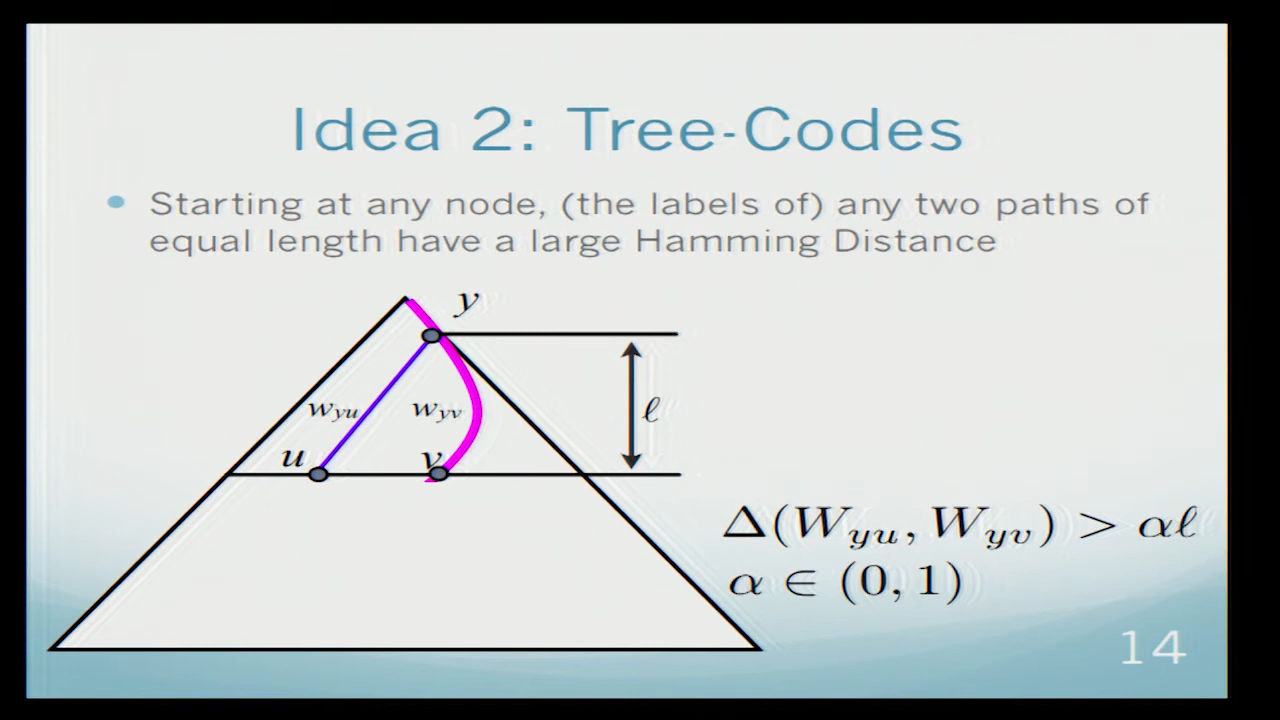 Idea 2: Tree-Codes
Starting at any node, (the labels of) any two paths of
equal length have a large Hamming Distance
y
w_yu
w_yv
ℓ
u
v
Δ(W_yu, W_yv) > αℓ
α ∈ (0, 1)
14